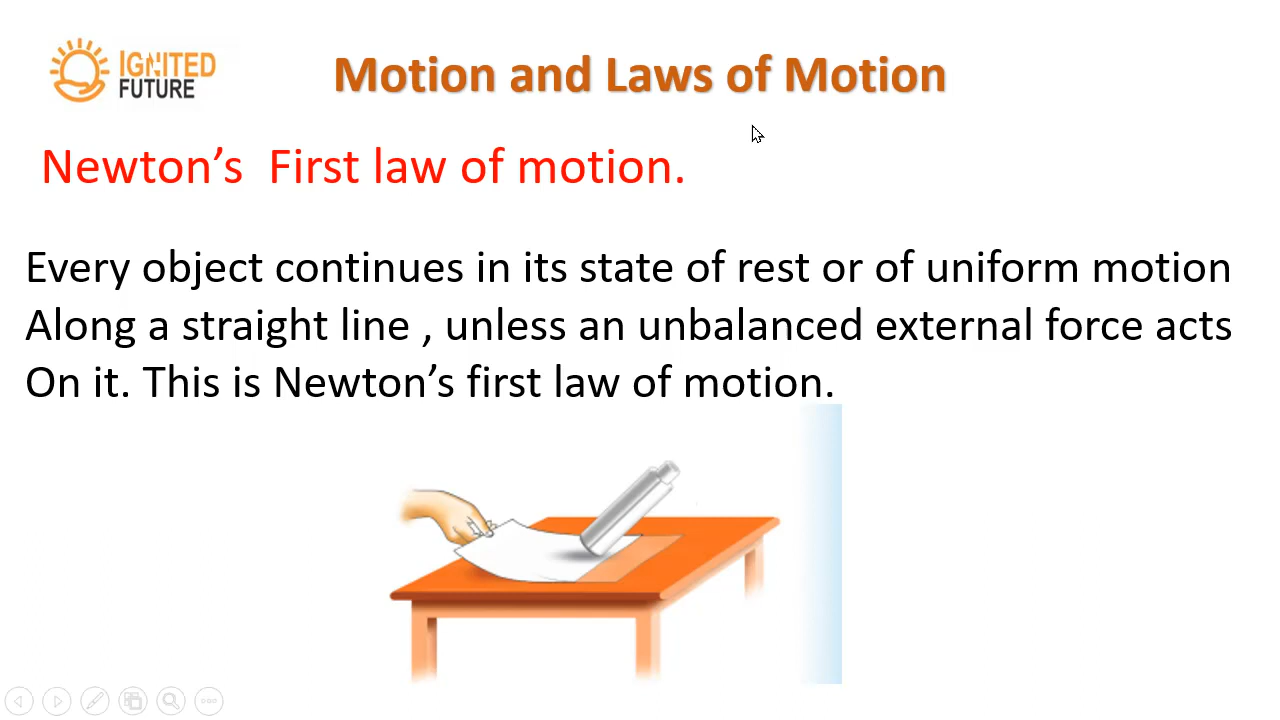 IGNITED
FUTURE
Motion and Laws of Motion
Newton’s  First law of motion.
Every object continues in its state of rest or of uniform motion
Along a straight line , unless an unbalanced external force acts
On it. This is Newton’s first law of motion.